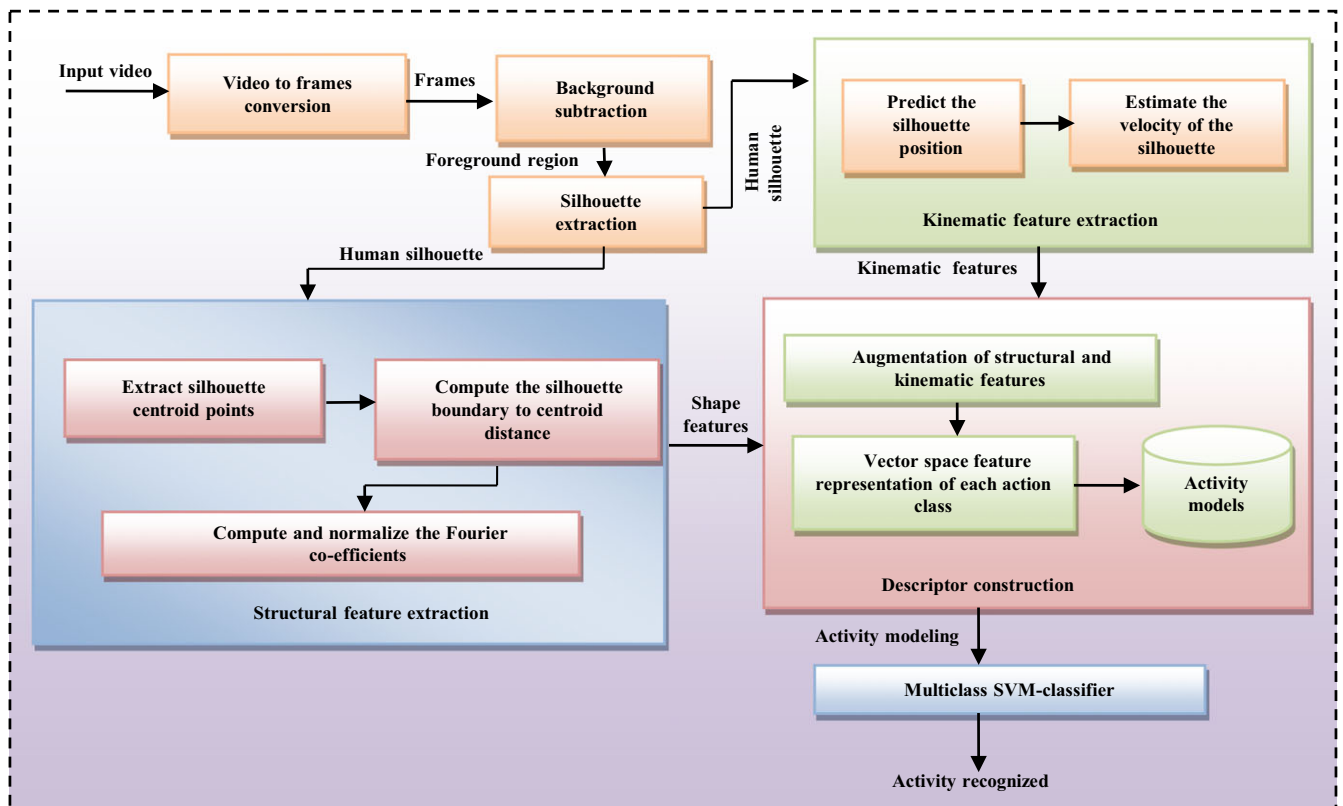 Input video
Video to frames
conversion
Frames
Background
subtraction
Foreground region
Silhouette
extraction
Human
silhouette
Predict the
silhouette
position
Estimate the
velocity of the
silhouette
Kinematic feature extraction
Human silhouette
Kinematic features
Extract silhouette
centroid points
Compute the silhouette
boundary to centroid
distance
Compute and normalize the Fourier
co-efficients
Structural feature extraction
Shape
features
Augmentation of structural and
kinematic features
Vector space feature
representation of each action
class
Activity
models
Descriptor construction
Activity modeling
Multiclass SVM-classifier
Activity recognized